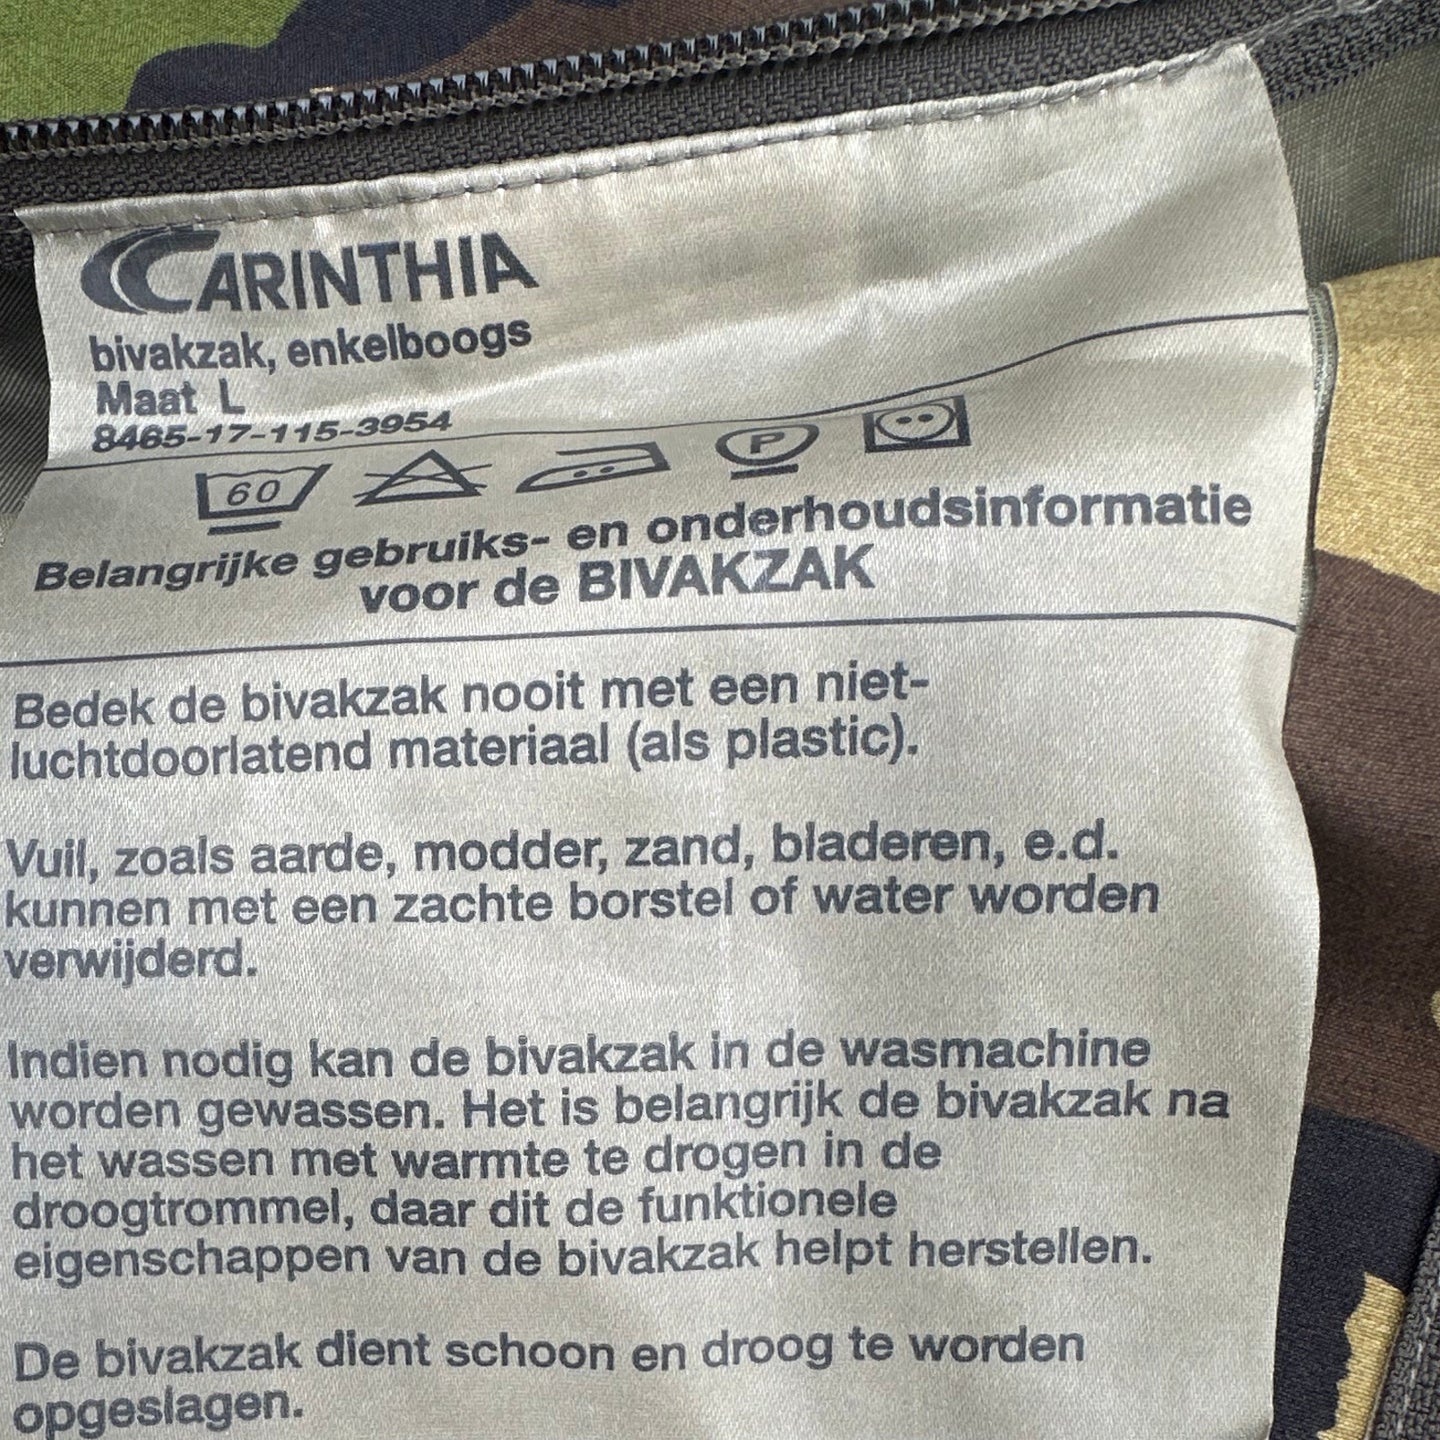 CARINTHIA
bivakzak, enkelboogs
Maat L
8465-17-115-3954
60 P
Belangrijke gebruiks- en onderhoudsinformatie
voor de BIVAKZAK
Bedek de bivakzak nooit met een niet-
luchtdoorlatend materiaal (als plastic).
Vuil, zoals aarde, modder, zand, bladeren, e.d.
kunnen met een zachte borstel of water worden
verwijderd.
Indien nodig kan de bivakzak in de wasmachine
worden gewassen. Het is belangrijk de bivakzak na
het wassen met warmte te drogen in de
droogtrommel, daar dit de funktionele
eigenschappen van de bivakzak helpt herstellen.
De bivakzak dient schoon en droog te worden
opgeslagen.